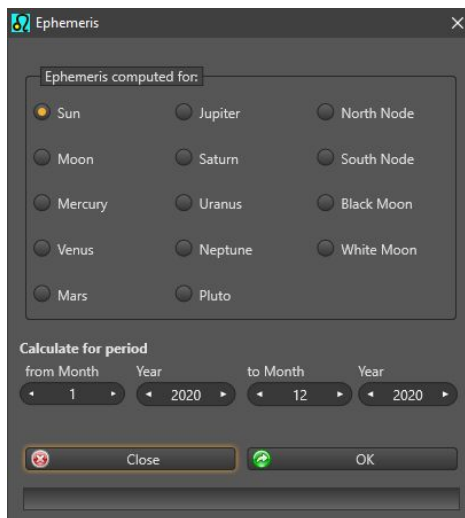 Ephemeris
Ephemeris computed for:
Sun Jupiter North Node
Moon Saturn South Node
Mercury Uranus Black Moon
Venus Neptune White Moon
Mars Pluto
Calculate for period
from Month Year to Month Year
1 2020 12 2020
Close OK